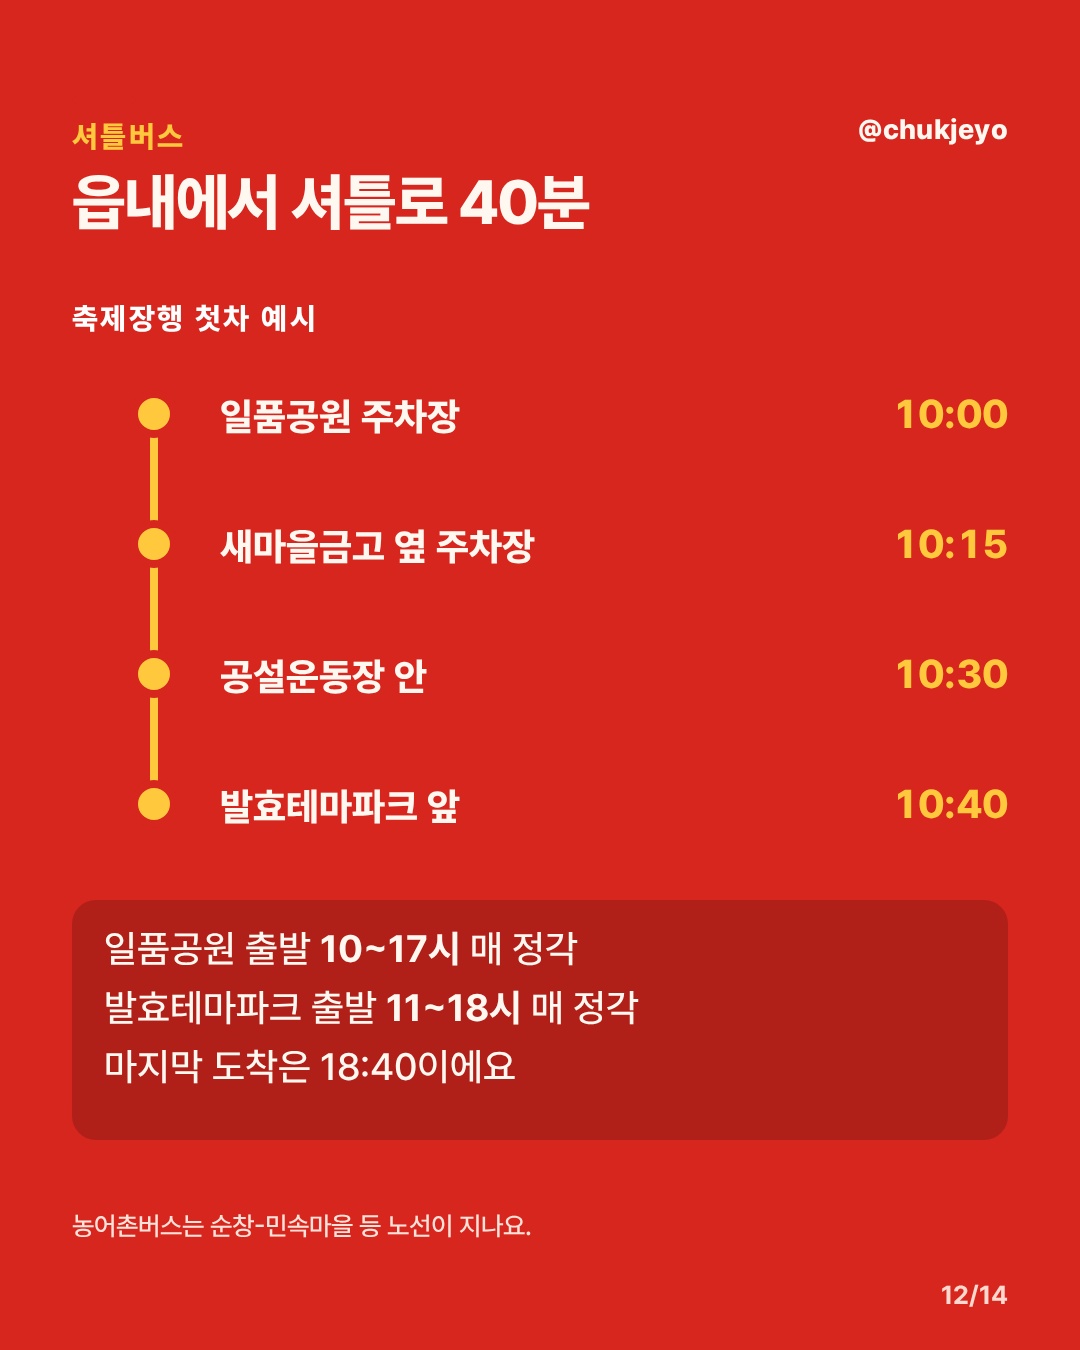 셔틀버스
@chukjeyo
읍내에서 셔틀로 40분
축제장행 첫차 예시
일품공원 주차장 10:00
새마을금고 옆 주차장 10:15
공설운동장 안 10:30
발효테마파크 앞 10:40
일품공원 출발 10~17시 매 정각
발효테마파크 출발 11~18시 매 정각
마지막 도착은 18:40이에요
농어촌버스는 순창-민속마을 등 노선이 지나요.
12/14